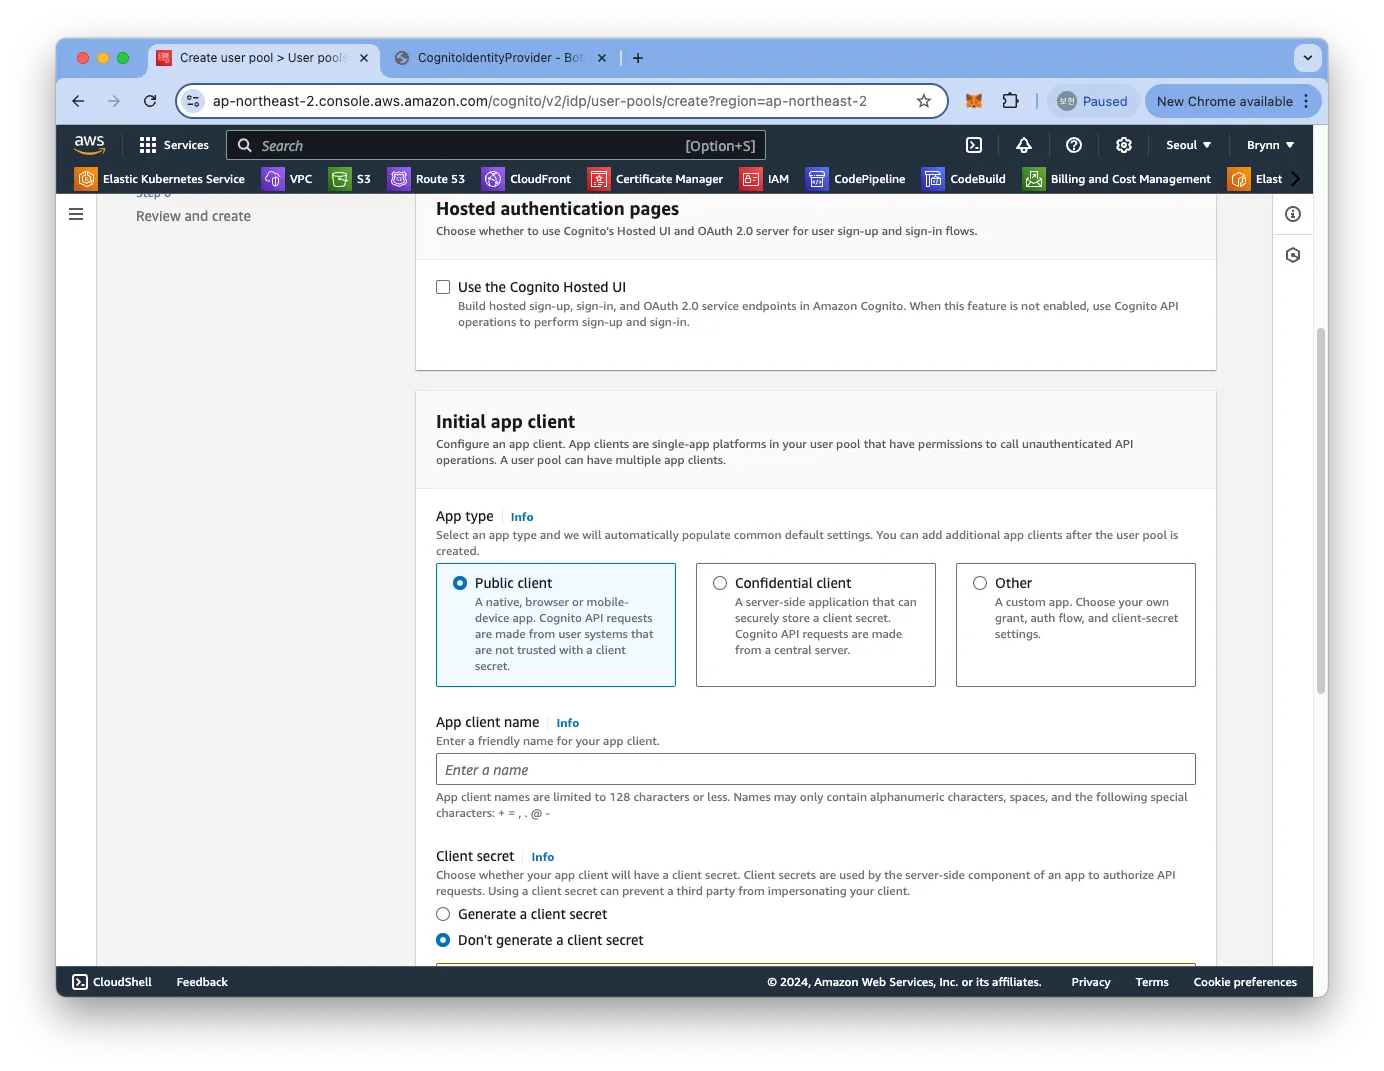 Create user pool > User pools
CognitoIdentityProvider - Bot
ap-northeast-2.console.aws.amazon.com/cognito/v2/idp/user-pools/create?region=ap-northeast-2
보현
Paused
New Chrome available
aws
Services
Search
[Option+S]
Seoul
Brynn
Elastic Kubernetes Service
VPC
S3
Route 53
CloudFront
Certificate Manager
IAM
CodePipeline
CodeBuild
Billing and Cost Management
Elast
Review and create
Hosted authentication pages
Choose whether to use Cognito's Hosted UI and OAuth 2.0 server for user sign-up and sign-in flows.
Use the Cognito Hosted UI
Build hosted sign-up, sign-in, and OAuth 2.0 service endpoints in Amazon Cognito. When this feature is not enabled, use Cognito API
operations to perform sign-up and sign-in.
Initial app client
Configure an app client. App clients are single-app platforms in your user pool that have permissions to call unauthenticated API
operations. A user pool can have multiple app clients.
App type
Info
Select an app type and we will automatically populate common default settings. You can add additional app clients after the user pool is
created.
Public client
A native, browser or mobile-
device app. Cognito API requests
are made from user systems that
are not trusted with a client
secret.
Confidential client
A server-side application that can
securely store a client secret.
Cognito API requests are made
from a central server.
Other
A custom app. Choose your own
grant, auth flow, and client-secret
settings.
App client name
Info
Enter a friendly name for your app client.
Enter a name
App client names are limited to 128 characters or less. Names may only contain alphanumeric characters, spaces, and the following special
characters: + = , . @ -
Client secret
Info
Choose whether your app client will have a client secret. Client secrets are used by the server-side component of an app to authorize API
requests. Using a client secret can prevent a third party from impersonating your client.
Generate a client secret
Don't generate a client secret
CloudShell
Feedback
© 2024, Amazon Web Services, Inc. or its affiliates.
Privacy
Terms
Cookie preferences